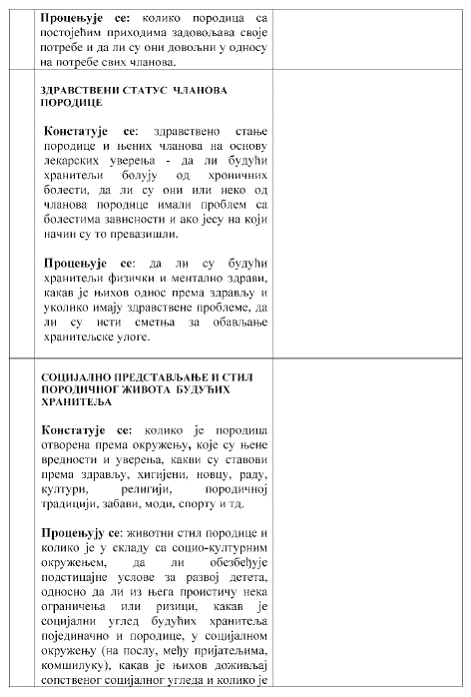 Процењује се: колико породица са
постојећим приходима задовољава своје
потребе и да ли су они довољни у односу
на потребе свих чланова.
ЗДРАВСТВЕНИ СТАТУС ЧЛАНОВА
ПОРОДИЦЕ
Констатује се: здравствено стање
породице и њених чланова на основу
лекарских уверења - да ли будући
хранитељи болују од хроничних
болести, да ли су они или неко од
чланова породице имали проблем са
болестима зависности и ако јесу на који
начин су то превазишли.
Процењује се: да ли су будући
хранитељи физички и ментално здрави,
какав је њихов однос према здрављу и
уколико имају здравствене проблеме, да
ли су исти сметња за обављање
хранитељске улоге.
СОЦИЈАЛНО ПРЕДСТАВЉАЊЕ И СТИЛ
ПОРОДИЧНОГ ЖИВОТА БУДУЋИХ
ХРАНИТЕЉА
Констатује се: колико је породица
отворена према окружењу, које су њене
вредности и уверења, какви су ставови
према здрављу, хигијени, новцу, раду,
култури, религији, породичној
традицији, забави, моди, спорту и тд.
Процењују се: животни стил породице и
колико је у складу са социо-културним
окружењем, да ли обезбеђује
подстицајне услове за развој детета,
односно да ли из њега проистичу нека
ограничења или ризици, какав је
социјални углед будућих хранитеља
појединачно и породице, у социјалном
окружењу (на послу, међу пријатељима,
комшилуку), какав је њихов доживљај
сопственог социјалног угледа и колико је